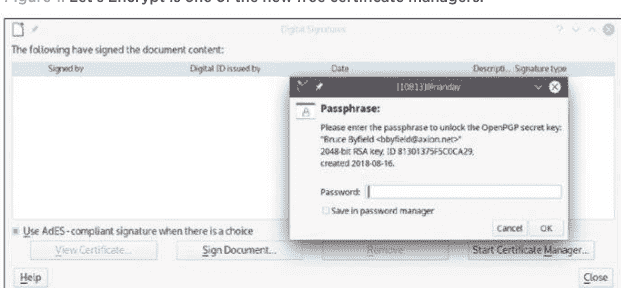 Figure 4: Let's Encrypt is one of the new free certificate managers.
Digital Signatures
The following have signed the document content:
Signed by Digital ID issued by Date Descripti... Signature type
[10813]@nanday
Passphrase:
Please enter the passphrase to unlock the OpenPGP secret key:
"Bruce Byfield <bbyfield@axion.net>"
2048-bit RSA key, ID 81301375F5C0CA29,
created 2018-08-16.
Password:
Save in password manager
Cancel OK
Use AdES-compliant signature when there is a choice
View Certificate... Sign Document... Remove Start Certificate Manager...
Help Close